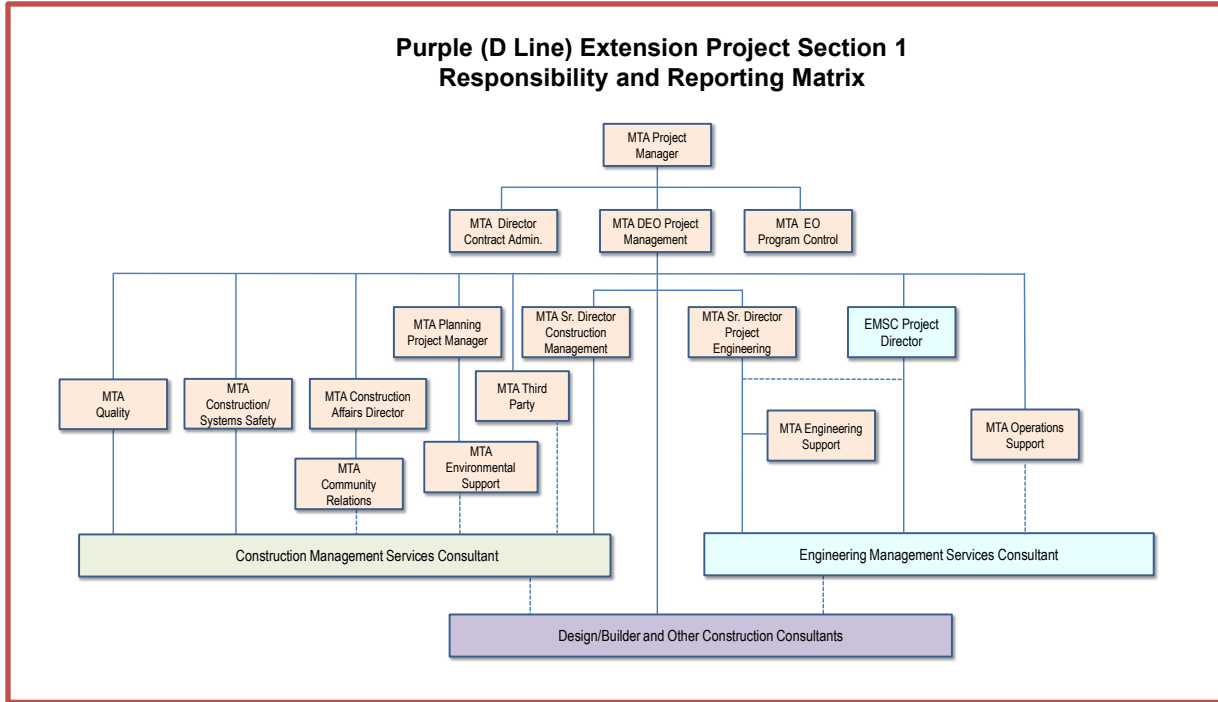 Purple (D Line) Extension Project Section 1
Responsibility and Reporting Matrix
MTA Project
Manager
MTA Director
Contract Admin.
MTA DEO Project
Management
MTA EO
Program Control
MTA Planning
Project Manager
MTA Sr. Director
Construction
Management
MTA Sr. Director
Project
Engineering
EMSC Project
Director
MTA
Quality
MTA
Construction/
Systems Safety
MTA Construction
Affairs Director
MTA Third
Party
MTA Engineering
Support
MTA Operations
Support
MTA
Community
Relations
MTA
Environmental
Support
Construction Management Services Consultant
Engineering Management Services Consultant
Design/Builder and Other Construction Consultants